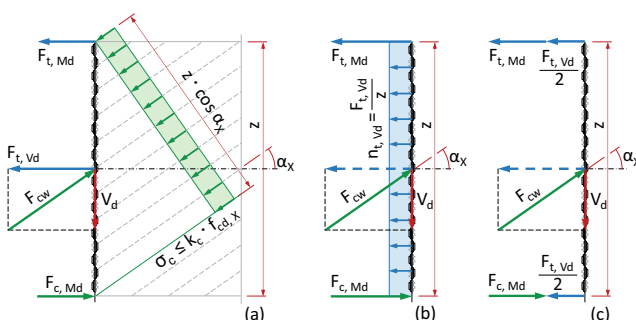 F_t, Md
z · cos α_X
z
F_t, Vd
α_X
F_cw
V_d
σ_c ≤ k_c · f_cd, X
F_c, Md
(a)
F_t, Md
n_t, Vd = F_t, Vd / z
z
α_X
F_cw
V_d
F_c, Md
(b)
F_t, Md
F_t, Vd / 2
z
α_X
F_cw
V_d
F_c, Md
F_t, Vd / 2
(c)